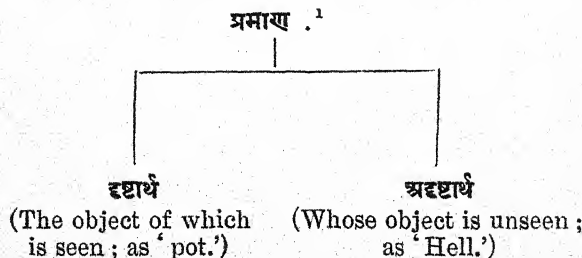 प्रमाण .¹
दृष्टार्थ
अदृष्टार्थ
(The object of which
is seen ; as ‘ pot.’)
(Whose object is unseen ;
as ‘ Hell.’)